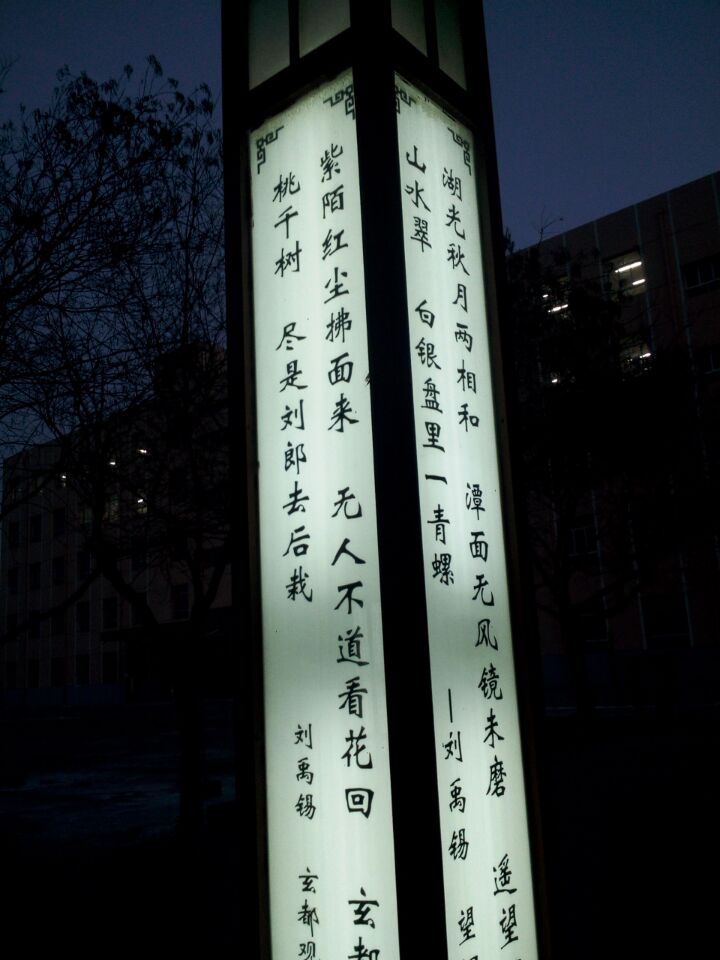 湖光秋月两相和 潭面无风镜未磨 遥望
山水翠 白银盘里一青螺 —刘禹锡 望
紫陌红尘拂面来 无人不道看花回 玄都
桃千树 尽是刘郎去后栽 刘禹锡 玄都观